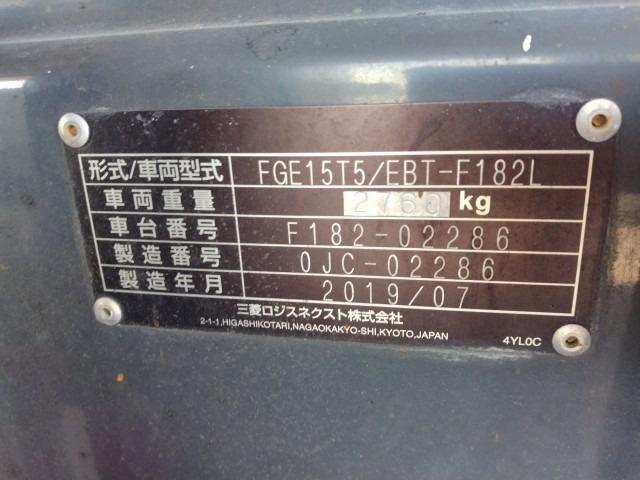 形式/車両型式 FGE15T5/EBT-F182L
車両重量 2760 kg
車台番号 F182-02286
製造番号 0JC-02286
製造年月 2019/07
三菱ロジスネクスト株式会社
2-1-1,HIGASHIKOTARI,NAGAOKAKYO-SHI,KYOTO,JAPAN
4YL0C